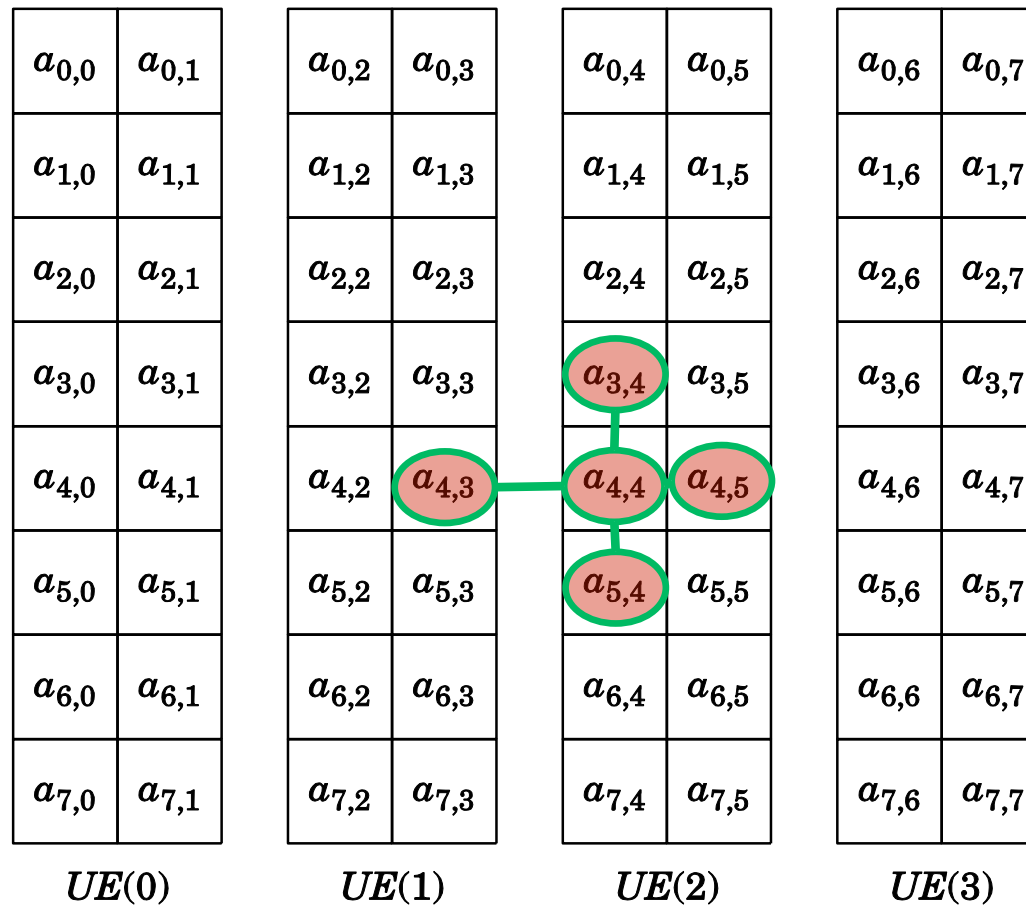 a0,0 a0,1 a0,2 a0,3 a0,4 a0,5 a0,6 a0,7
a1,0 a1,1 a1,2 a1,3 a1,4 a1,5 a1,6 a1,7
a2,0 a2,1 a2,2 a2,3 a2,4 a2,5 a2,6 a2,7
a3,0 a3,1 a3,2 a3,3 a3,4 a3,5 a3,6 a3,7
a4,0 a4,1 a4,2 a4,3 a4,4 a4,5 a4,6 a4,7
a5,0 a5,1 a5,2 a5,3 a5,4 a5,5 a5,6 a5,7
a6,0 a6,1 a6,2 a6,3 a6,4 a6,5 a6,6 a6,7
a7,0 a7,1 a7,2 a7,3 a7,4 a7,5 a7,6 a7,7
UE(0) UE(1) UE(2) UE(3)